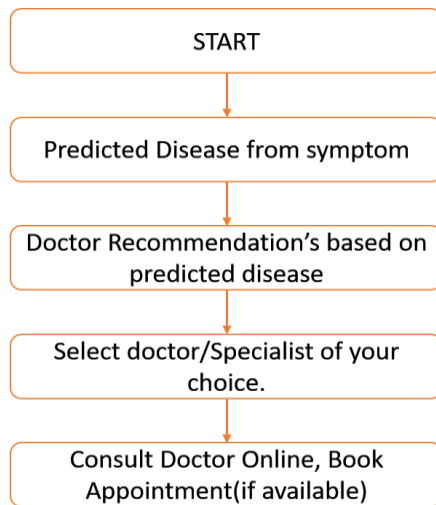 START
Predicted Disease from symptom
Doctor Recommendation's based on
predicted disease
Select doctor/Specialist of your
choice.
Consult Doctor Online, Book
Appointment(if available)